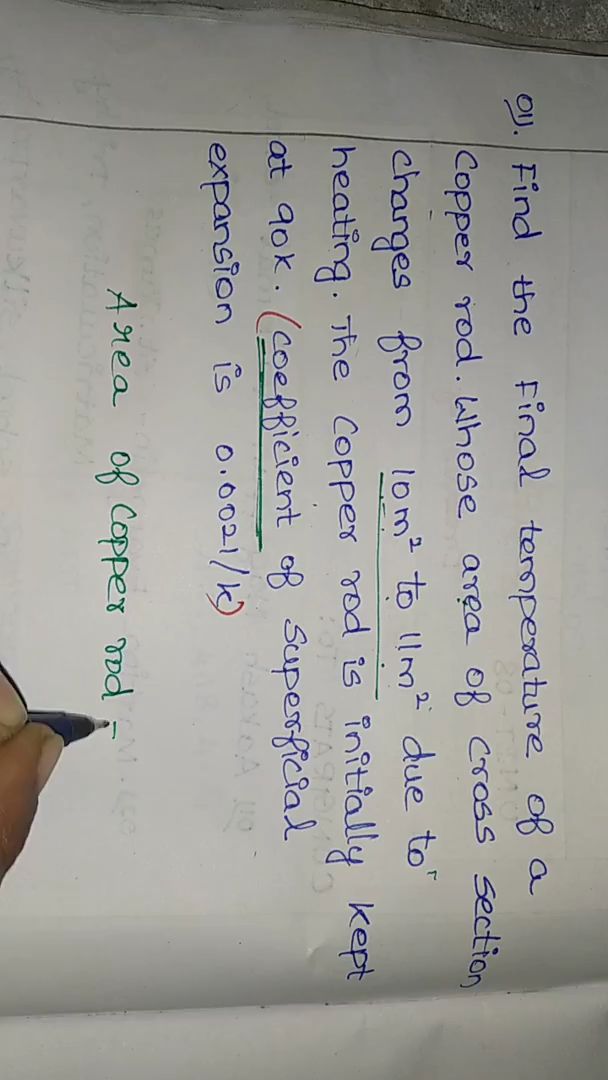 Q1). Find the Final temperature of a
Copper rod. Whose area of cross section
changes from 10m² to 11m² due to
heating. The copper rod is initially kept
at 90K. (coefficient of superficial
expansion is 0.0021/K)
Area of Copper rod -